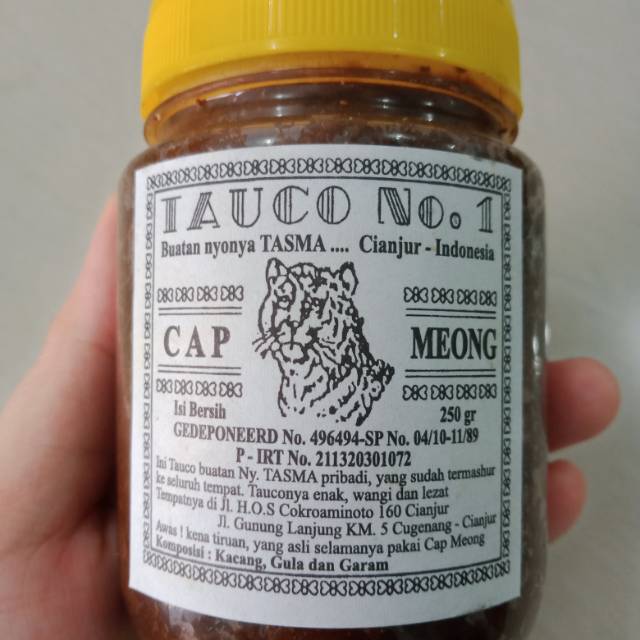 TAUCO No. 1
Buatan nyonya TASMA .... Cianjur - Indonesia
CAP MEONG
Isi Bersih 250 gr
GEDEPONEERD No. 496494-SP No. 04/10-11/89
P - IRT No. 211320301072
Ini Tauco buatan Ny. TASMA pribadi, yang sudah termashur
ke seluruh tempat. Tauconya enak, wangi dan lezat
Tempatnya di Jl. H.O.S Cokroaminoto 160 Cianjur
Jl. Gunung Lanjung KM. 5 Cugenang - Cianjur
Awas ! kena tiruan, yang asli selamanya pakai Cap Meong
Komposisi : Kacang, Gula dan Garam